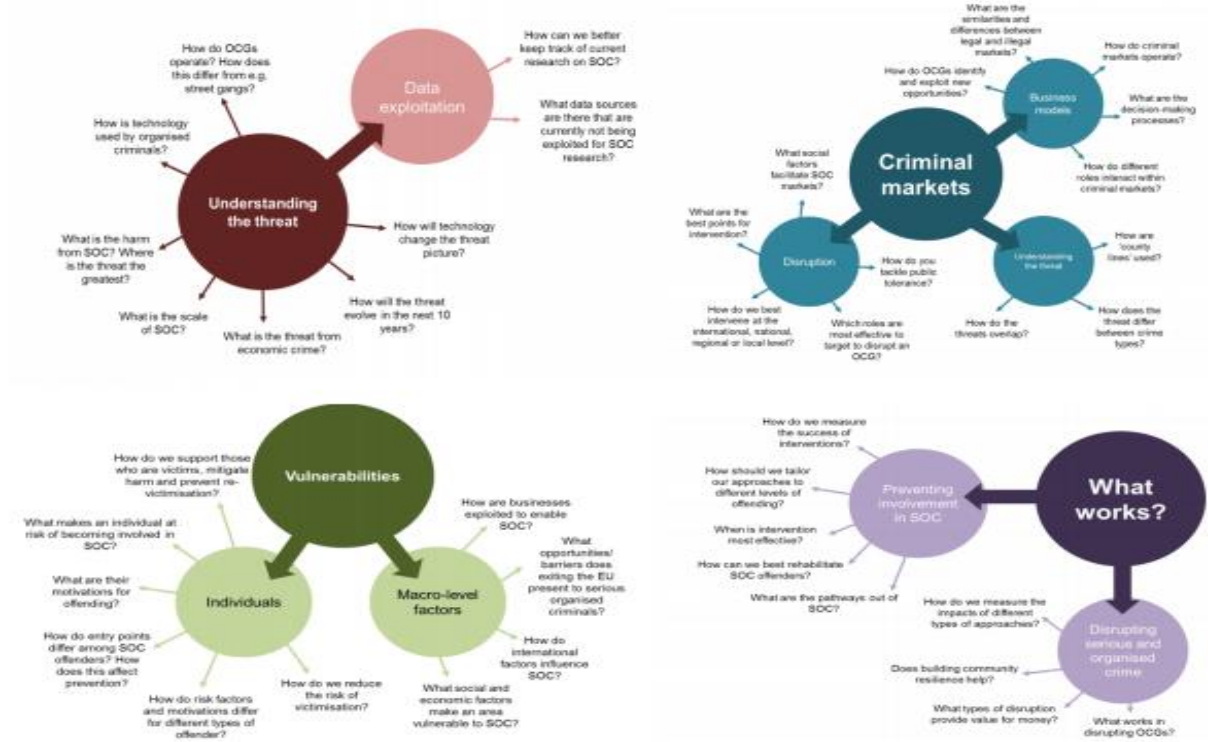 How do OCGs
operate? How does
this differ from e.g.
street gangs?
How is technology
used by organised
criminals?
What is the harm
from SOC? Where
is the threat the
greatest?
What is the scale
of SOC?
What is the threat from
economic crime?
How will the threat
evolve in the next 10
years?
How will technology
change the threat
picture?
Understanding
the threat
Data
exploitation
How can we better
keep track of current
research on SOC?
What data sources
are there that are
currently not being
exploited for SOC
research?
Criminal
markets
Business
models
What are the
similarities and
differences between
legal and illegal
markets?
How do criminal
markets operate?
How do OCGs identify
and exploit new
opportunities?
What are the
decision-making
processes?
How do different
roles interact within
criminal markets?
Disruption
What social
factors
facilitate SOC
markets?
What are the
best points for
intervention?
How do you
tackle public
tolerance?
How do we best
intervene at the
international, national,
regional or local level?
Which roles are
most effective to
target to disrupt an
OCG?
Understanding
the threat
How are
'county
lines' used?
How do the
threats overlap?
How does the
threat differ
between crime
types?
Vulnerabilities
Individuals
How do we support those
who are victims, mitigate
harm and prevent re-
victimisation?
What makes an individual at
risk of becoming involved in
SOC?
What are their
motivations for
offending?
How do entry points
differ among SOC
offenders? How
does this affect
prevention?
How do risk factors
and motivations differ
for different types of
offender?
How do we reduce
the risk of
victimisation?
Macro-level
factors
How are businesses
exploited to enable
SOC?
What
opportunities/
barriers does
exiting the EU
present to serious
organised
criminals?
How do
international
factors influence
SOC?
What social and
economic factors
make an area
vulnerable to SOC?
What
works?
Preventing
involvement
in SOC
How do we measure
the success of
interventions?
How should we tailor
our approaches to
different levels of
offending?
When is intervention
most effective?
How can we best rehabilitate
SOC offenders?
What are the pathways out of
SOC?
Disrupting
serious and
organised
crime
How do we measure the
impacts of different
types of approaches?
Does building community
resilience help?
What types of disruption
provide value for money?
What works in
disrupting OCGs?